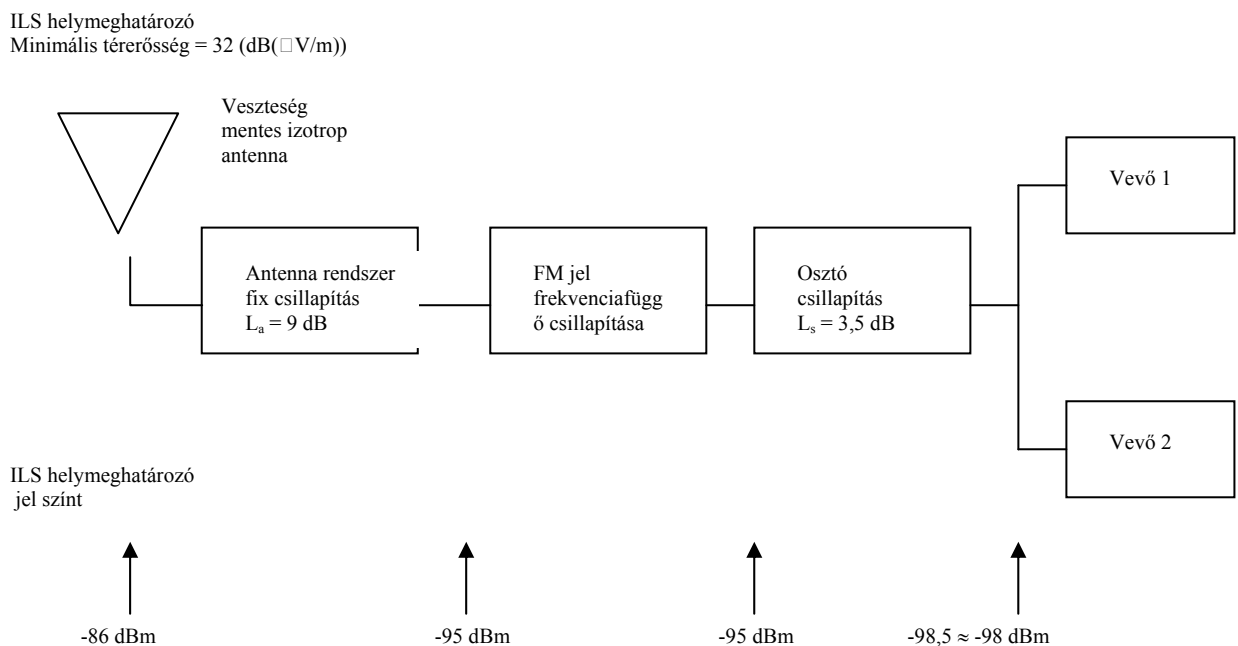 ILS helymeghatározó
Minimális térerősség = 32 (dB(□V/m))
Veszteség
mentes izotrop
antenna
Antenna rendszer
fix csillapítás
Lₐ = 9 dB
FM jel
frekvenciafügg
ő csillapítása
Osztó
csillapítás
Lₛ = 3,5 dB
Vevő 1
Vevő 2
ILS helymeghatározó
jel színt
-86 dBm
-95 dBm
-95 dBm
-98,5 ≈ -98 dBm